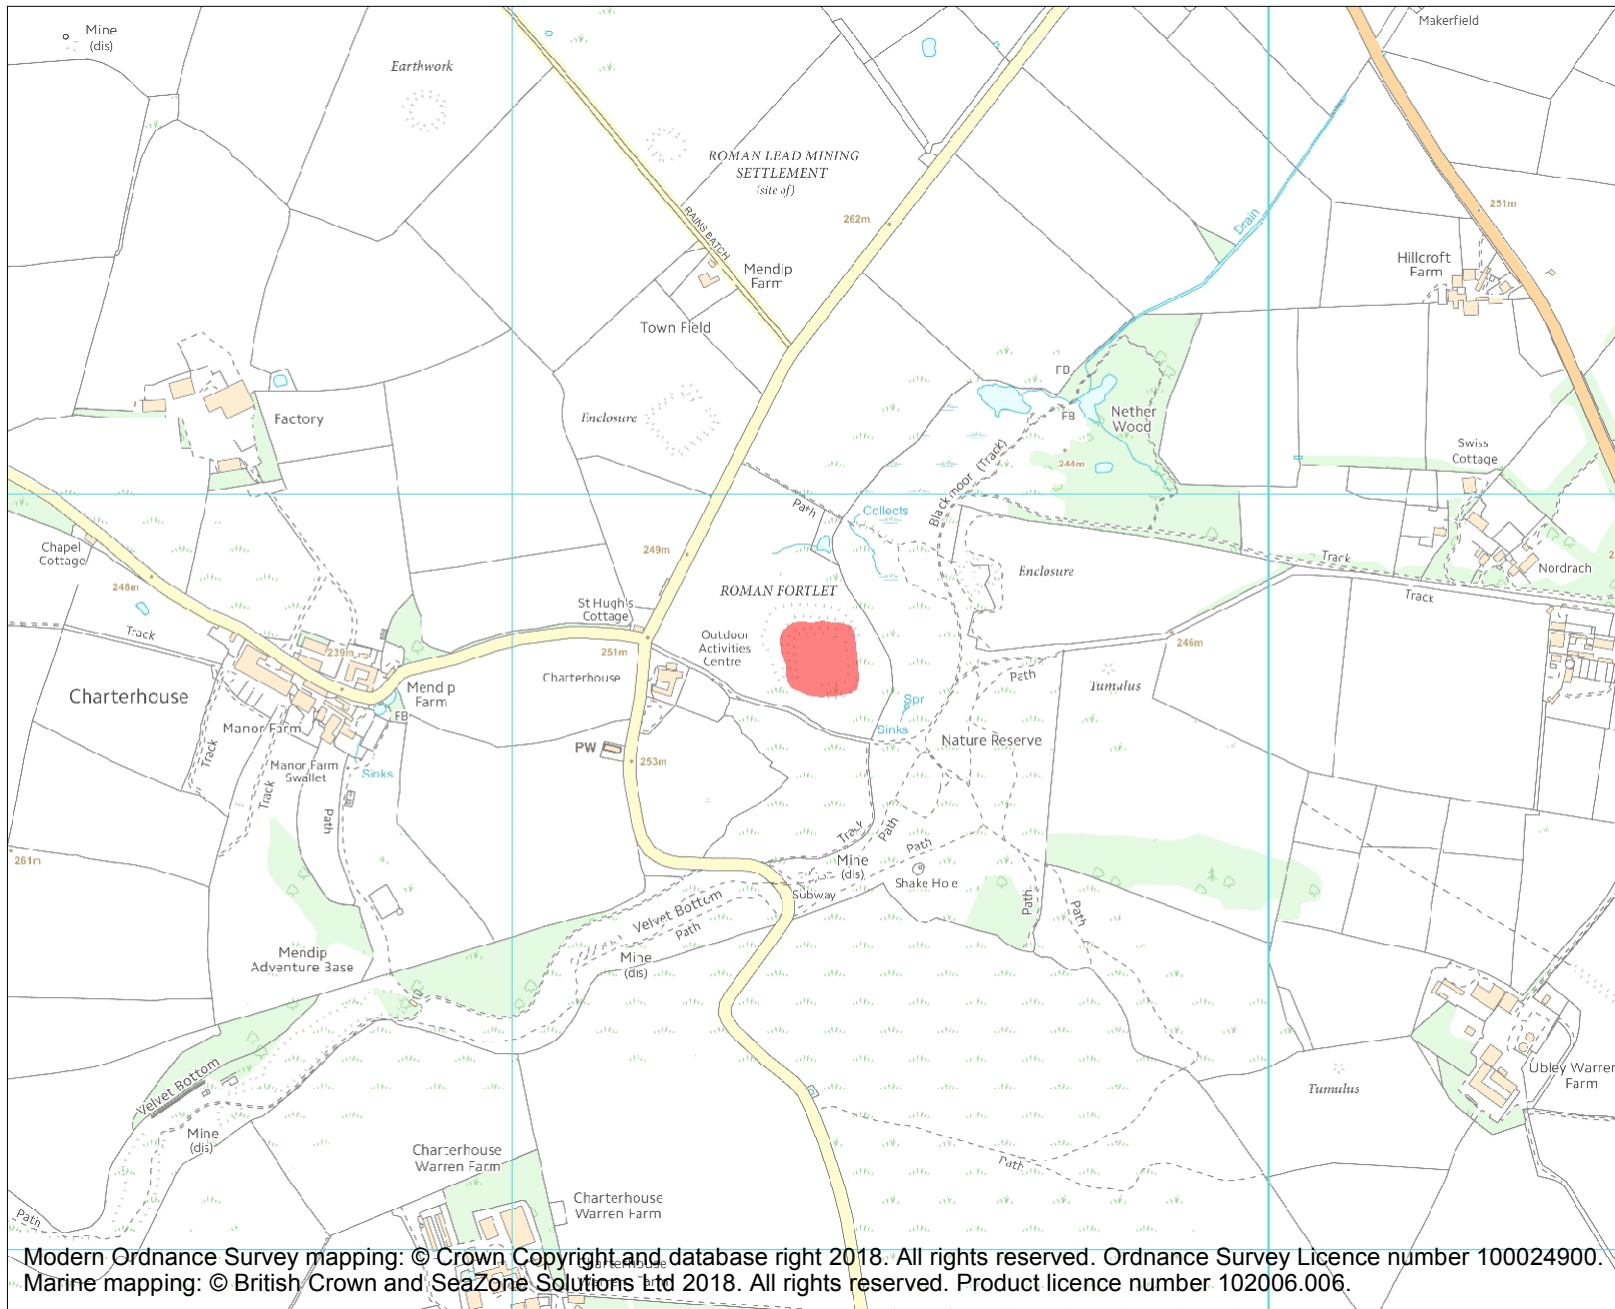 Mine
(dis)
Earthwork
Makerfield
ROMAN LEAD MINING
SETTLEMENT
(site of)
262m
251m
RAINS BATCH
Drain
Mendip
Farm
Hillcroft
Farm
Town Field
Enclosure
Factory
FB
FB
Nether
Wood
244m
Swiss
Cottage
Blackmoor (Track)
Path
Collects
Chapel
Cottage
248m
249m
Enclosure
Track
Nordrach
Track
ROMAN FORTLET
St Hugh's
Cottage
Track
239m
251m
Outdoor
Activities
Centre
246m
Charterhouse
Charterhouse
Mendip
Farm
FB
Path
Tumulus
Spr
Sinks
Manor Farm
Track
PW
253m
Nature Reserve
Manor Farm
Swallet
Sinks
Track
Path
261m
Track
Path
Path
Mine
(dis)
Shake Hole
Subway
Velvet Bottom
Path
Path
Path
Mendip
Adventure Base
Mine
(dis)
Velvet Bottom
Mine
(dis)
Ubley Warren
Farm
Tumulus
Charterhouse
Warren Farm
Path
Charterhouse
Warren Farm
Path
Charterhouse
Warren Farm
Modern Ordnance Survey mapping: © Crown Copyright and database right 2018. All rights reserved. Ordnance Survey Licence number 100024900.
Marine mapping: © British Crown and SeaZone Solutions Ltd 2018. All rights reserved. Product licence number 102006.006.